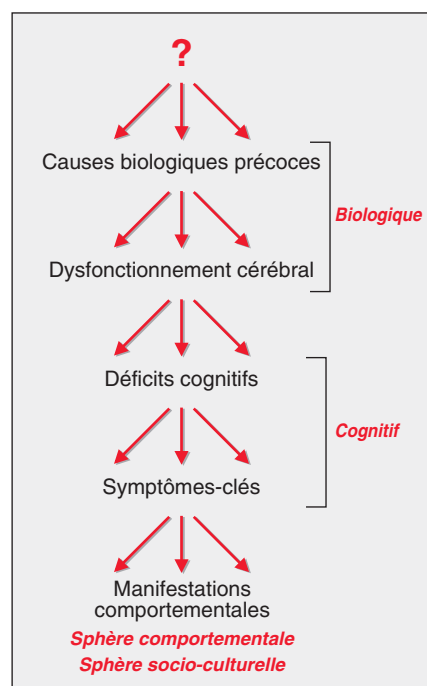 ?
Causes biologiques précoces
Biologique
Dysfonctionnement cérébral
Déficits cognitifs
Cognitif
Symptômes-clés
Manifestations
comportementales
Sphère comportementale
Sphère socio-culturelle